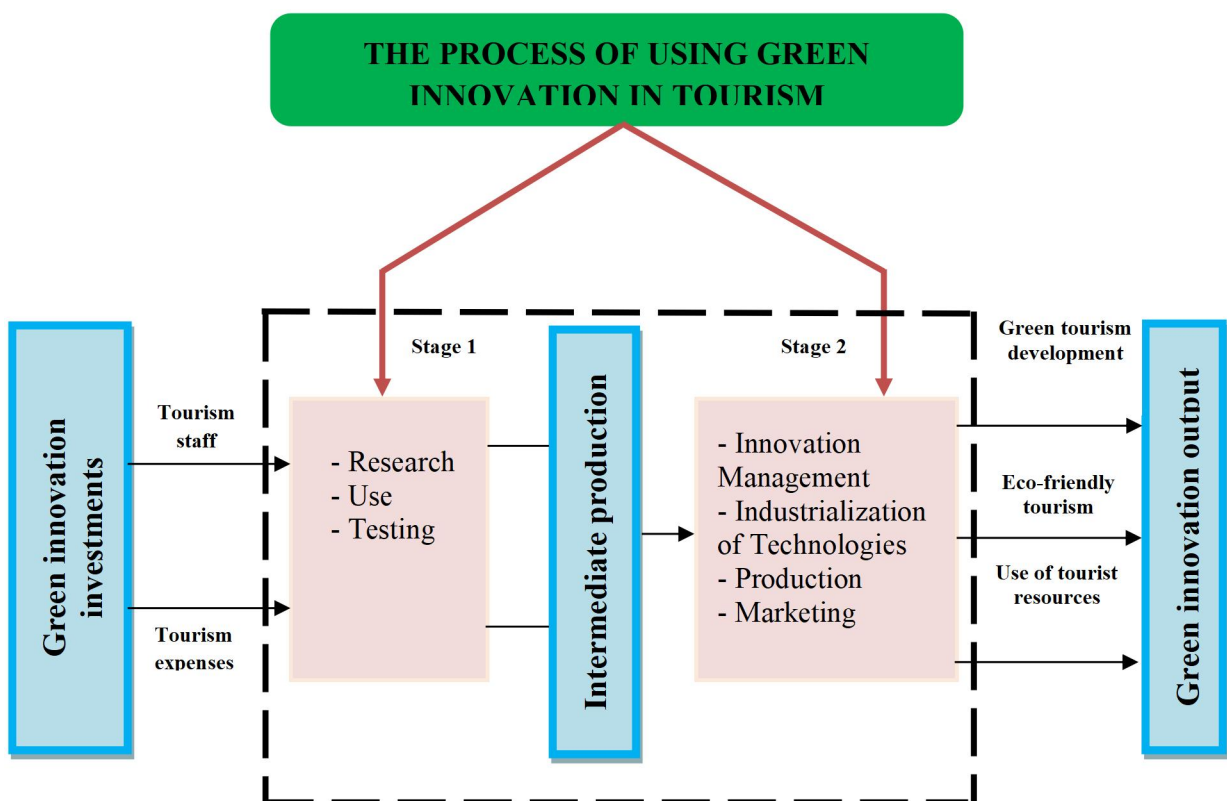 THE PROCESS OF USING GREEN
INNOVATION IN TOURISM
Stage 1
Stage 2
Green innovation
investments
Tourism
staff
Tourism
expenses
- Research
- Use
- Testing
Intermediate production
- Innovation
Management
- Industrialization
of Technologies
- Production
- Marketing
Green tourism
development
Eco-friendly
tourism
Use of tourist
resources
Green innovation output